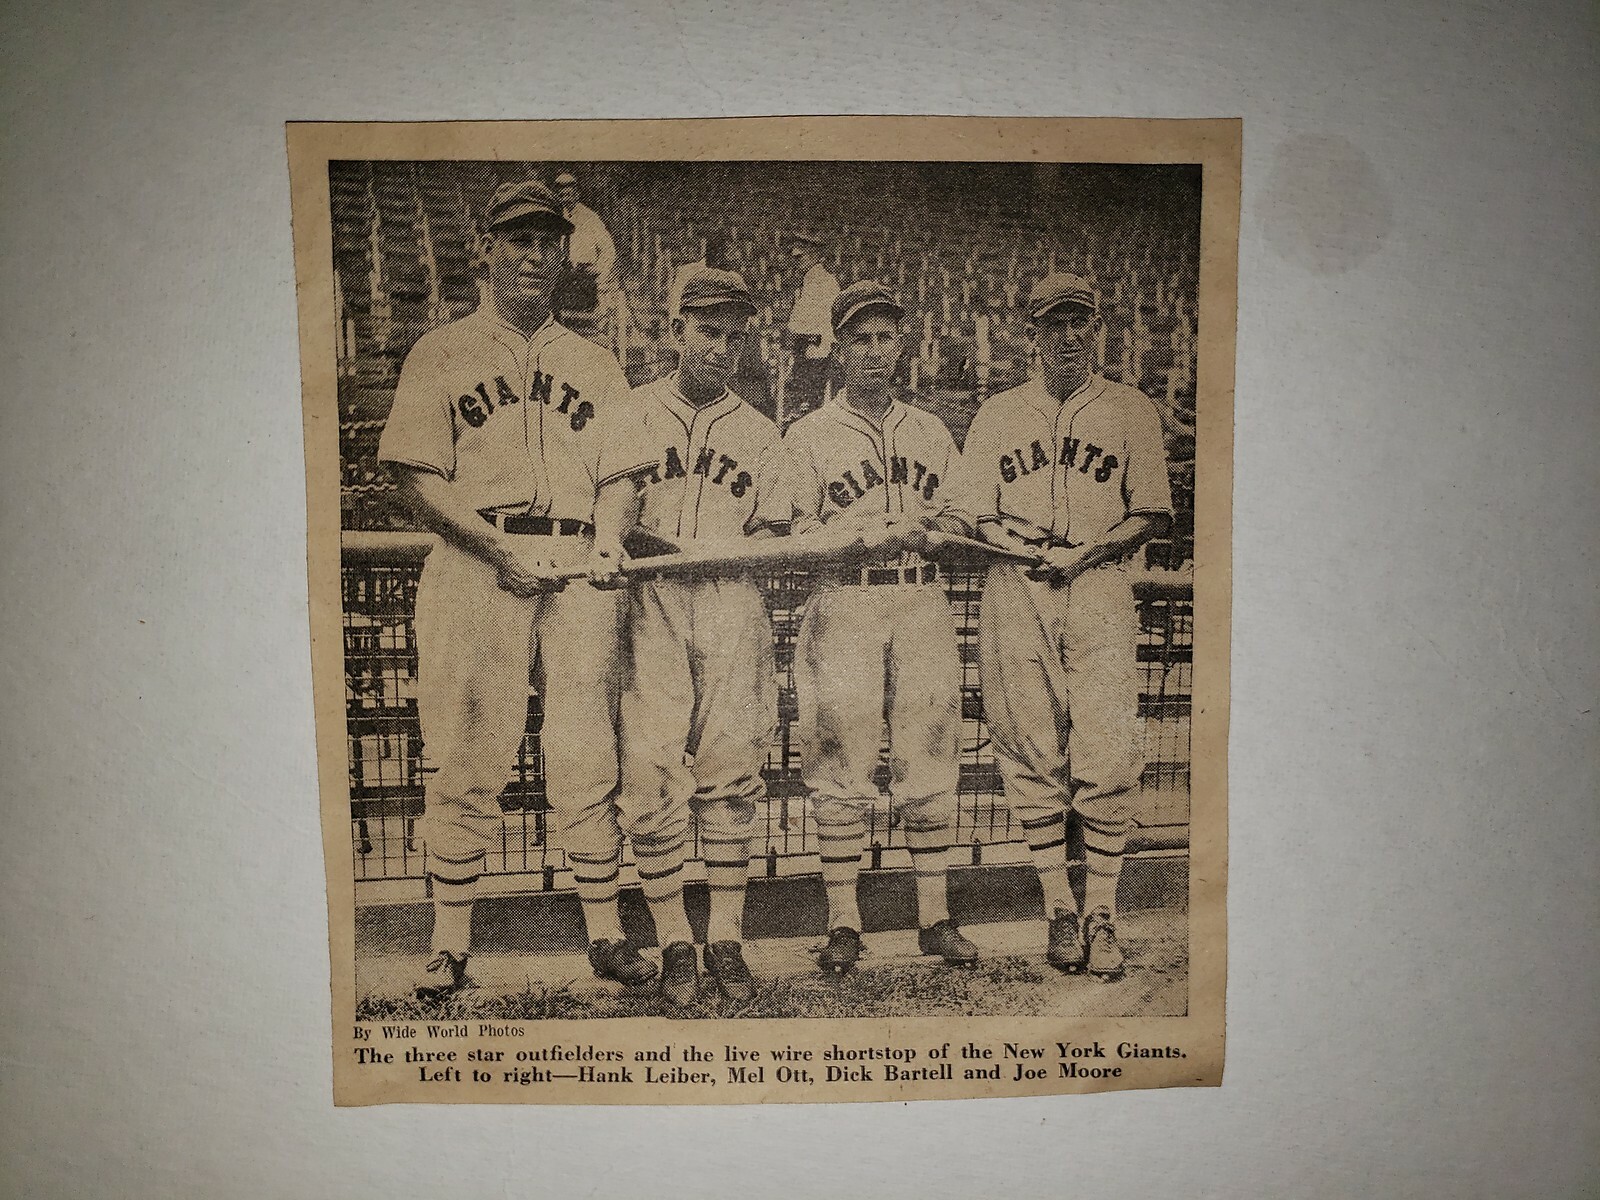 GIANTS
IANTS
GIANTS
GIANTS
By Wide World Photos
The three star outfielders and the live wire shortstop of the New York Giants.
Left to right—Hank Leiber, Mel Ott, Dick Bartell and Joe Moore